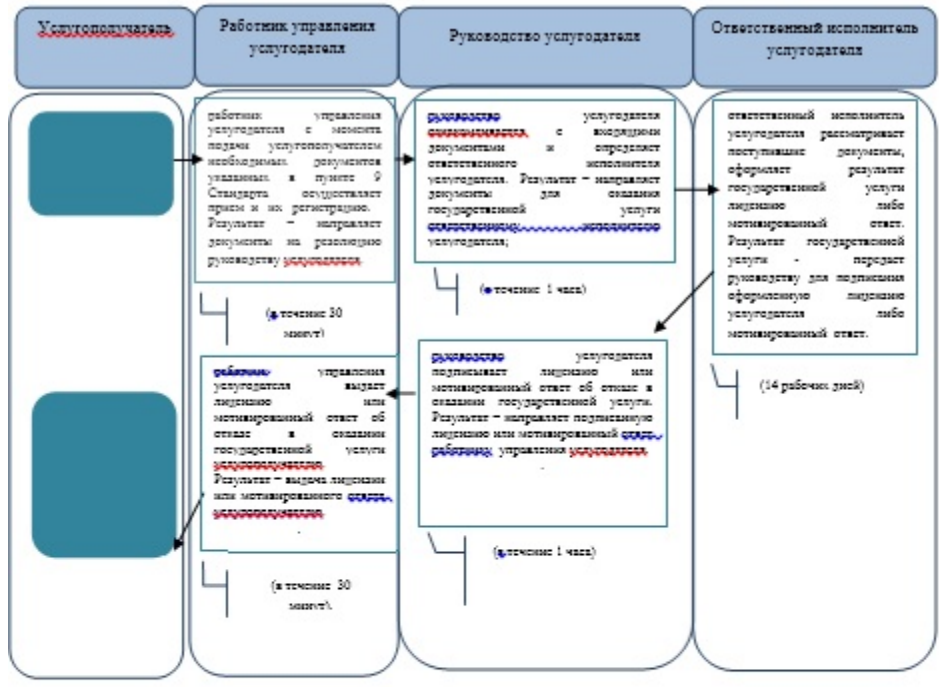 Услугополучатель
Работник управления
услугодателя
Руководство услугодателя
Ответственный исполнитель
услугодателя
работник управления
услугодателя с момента
подачи услугополучателем
необходимых документов
указанных в пункте 9
Стандарта осуществляет
прием и их регистрацию.
Результат – направляет
документы на резолюцию
руководству услугодателя
(в течение 30
минут)
руководство услугодателя
ознакамливается с входящими
документами и определяет
ответственного исполнителя
услугодателя. Результат – направляет
документы для оказания
государственной услуги
ответственному исполнителю
услугодателя;
(в течение 1 часа)
ответственный исполнитель
услугодателя рассматривает
поступившие документы,
оформляет результат
государственной услуги
лицензию либо
мотивированный ответ.
Результат государственной
услуги - передает
руководству для подписания
оформленную лицензию
услугодателя либо
мотивированный ответ.
(14 рабочих дней)
руководство услугодателя
подписывает лицензию или
мотивированный ответ об отказе в
оказании государственной услуги.
Результат – направляет подписанную
лицензию или мотивированный ответ
работнику управления услугодателя
.
(в течение 1 часа)
работник управления
услугодателя выдает
лицензию или
мотивированный ответ об
отказе в оказании
государственной услуги
услугополучателю
Результат – выдача лицензии
или мотивированного ответа
услугополучателю
.
(в течение 30
минут).